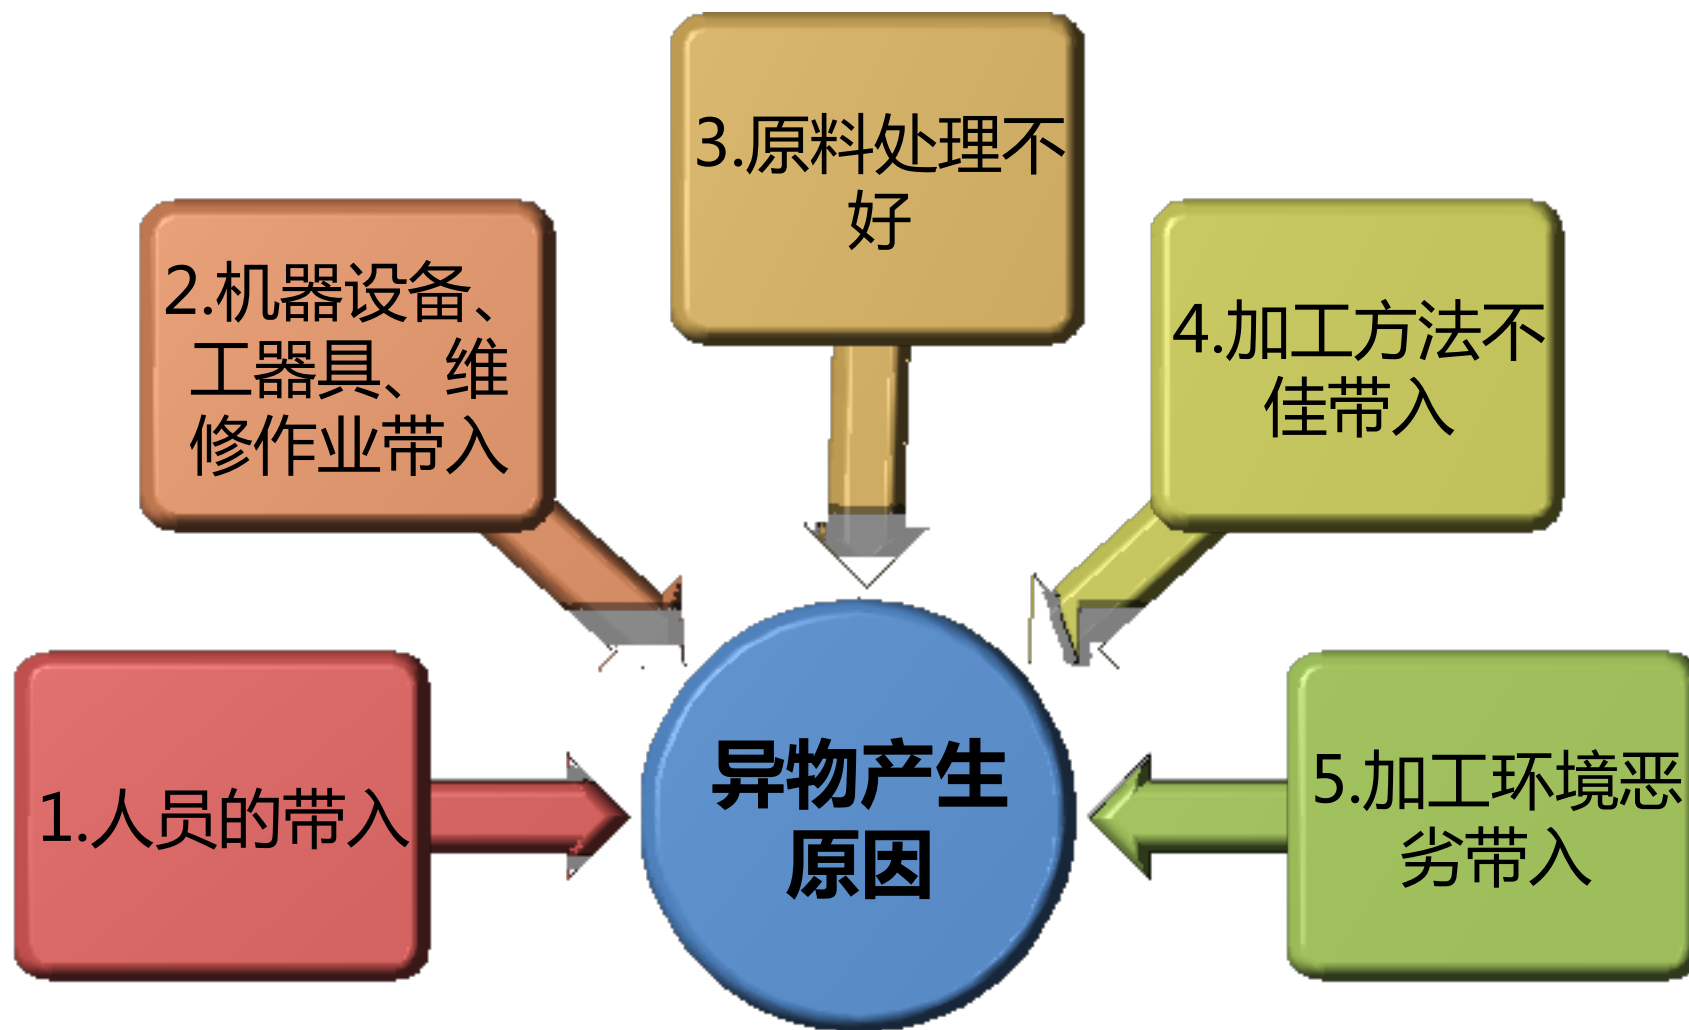 1.人员的带入
2.机器设备、
工器具、维
修作业带入
3.原料处理不
好
4.加工方法不
佳带入
5.加工环境恶
劣带入
异物产生
原因